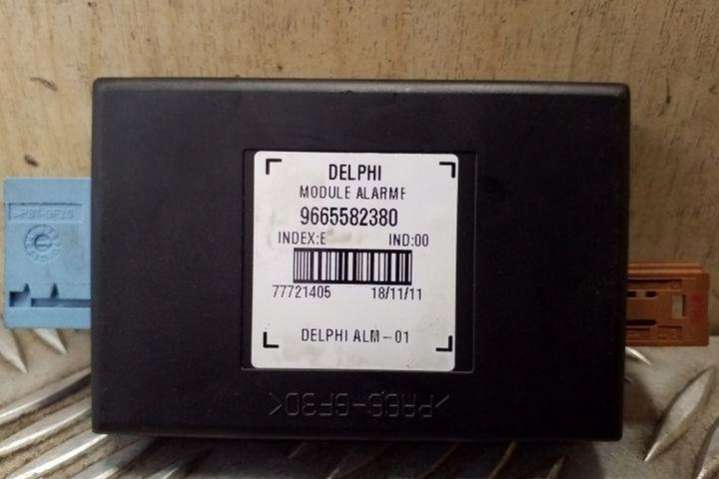 DELPHI
MODULE ALARME
9665582380
INDEX:E IND:00
77721405 18/11/11
DELPHI ALM-01
>PA66-GF30<